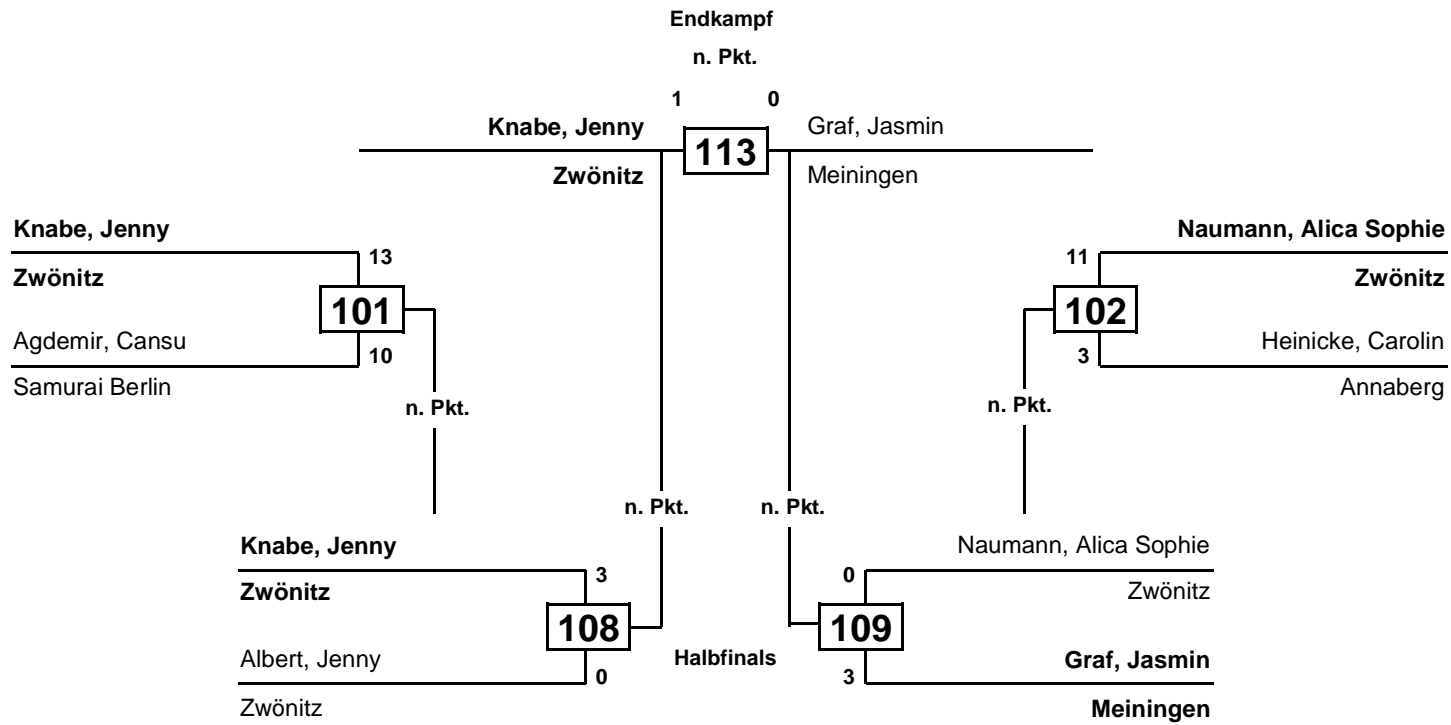 Endkampf
n. Pkt.
1 0
Knabe, Jenny 113 Graf, Jasmin
Zwönitz Meiningen
Knabe, Jenny
13
Zwönitz
101
Agdemir, Cansu
10
Samurai Berlin
n. Pkt.
Naumann, Alica Sophie
11
Zwönitz
102
Heinicke, Carolin
3
Annaberg
n. Pkt.
n. Pkt. n. Pkt.
Knabe, Jenny
3
Zwönitz
108
Albert, Jenny
0
Zwönitz
Halbfinals
Naumann, Alica Sophie
0
Zwönitz
109
Graf, Jasmin
3
Meiningen